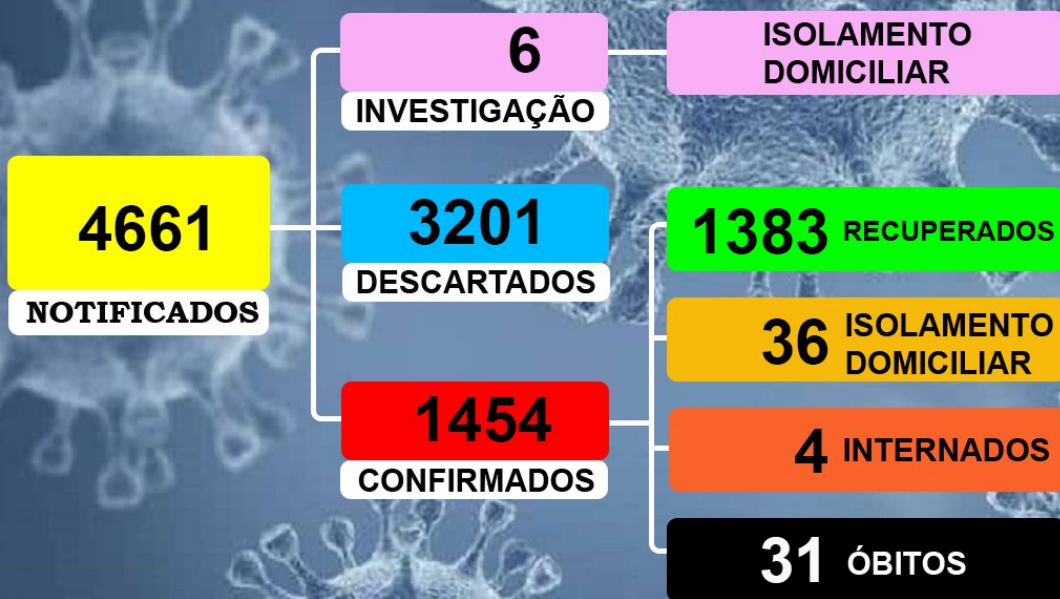 4661
NOTIFICADOS
6
INVESTIGAÇÃO
ISOLAMENTO
DOMICILIAR
3201
DESCARTADOS
1454
CONFIRMADOS
1383 RECUPERADOS
36 ISOLAMENTO
DOMICILIAR
4 INTERNADOS
31 ÓBITOS